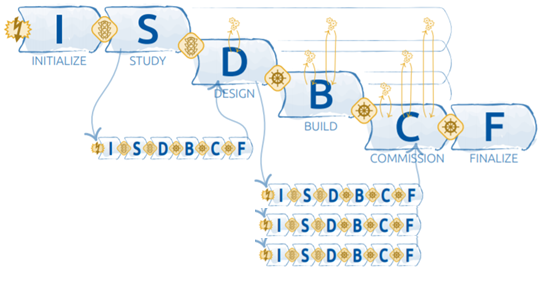 I
INITIALIZE
S
STUDY
D
DESIGN
B
BUILD
C
COMMISSION
F
FINALIZE
I S D B C F
I S D B C F
I S D B C F
I S D B C F